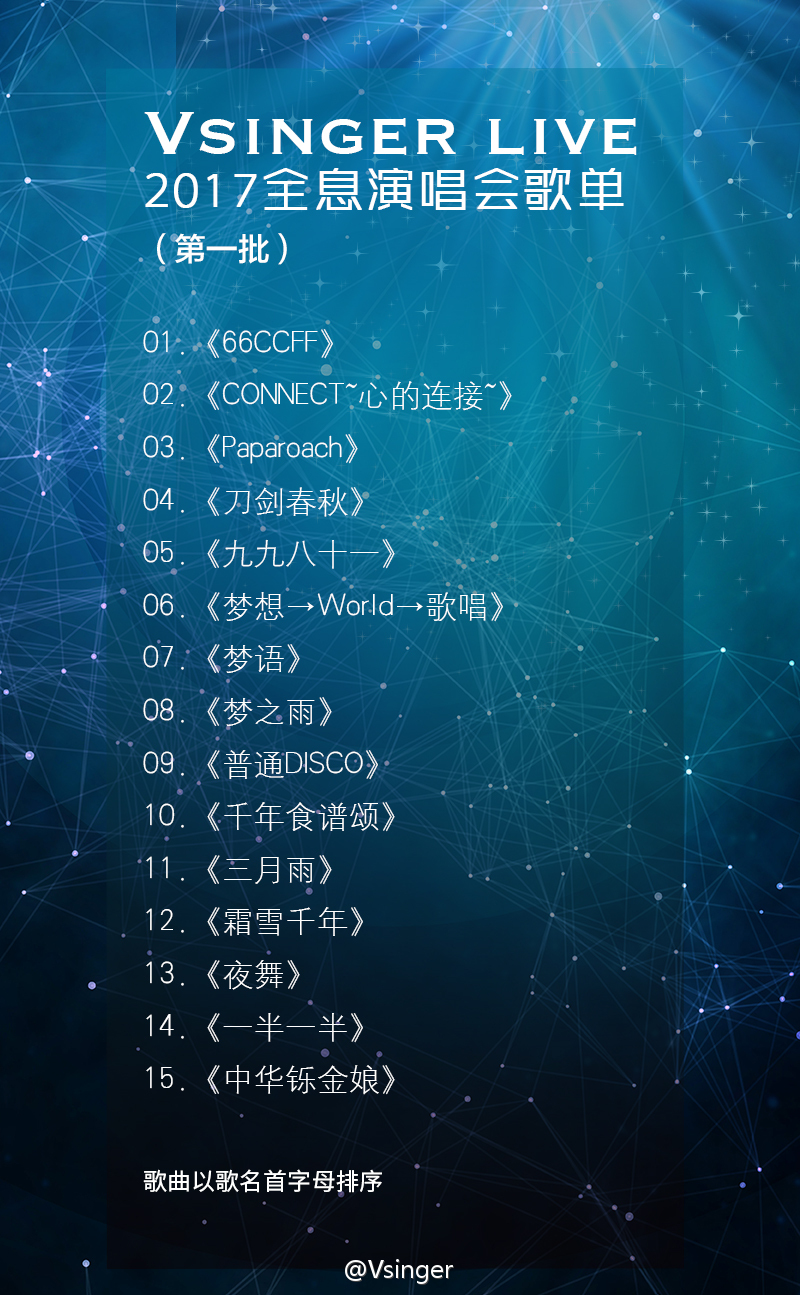 VSINGER LIVE
2017全息演唱会歌单
（第一批）
01.《66CCFF》
02.《CONNECT~心的连接~》
03.《Paparoach》
04.《刀剑春秋》
05.《九九八十一》
06.《梦想→World→歌唱》
07.《梦语》
08.《梦之雨》
09.《普通DISCO》
10.《千年食谱颂》
11.《三月雨》
12.《霜雪千年》
13.《夜舞》
14.《一半一半》
15.《中华铄金娘》
歌曲以歌名首字母排序
@Vsinger